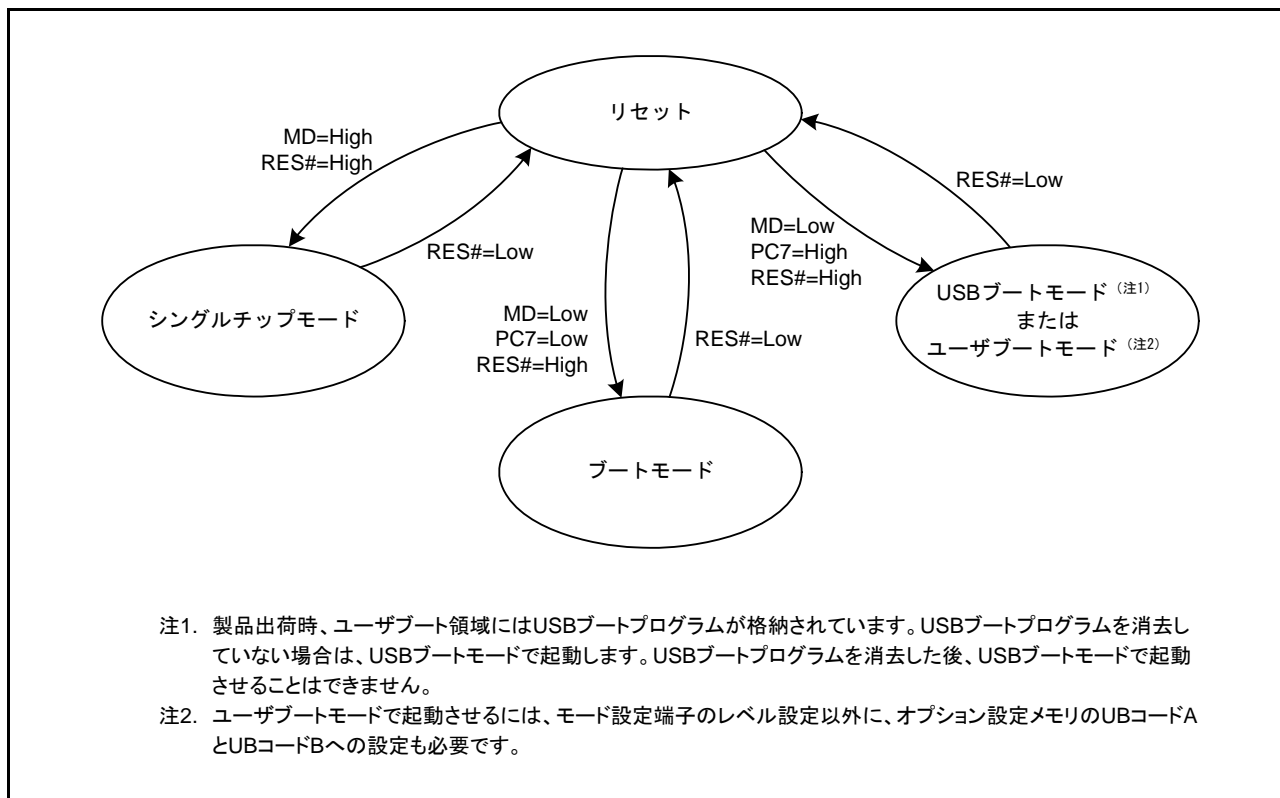 リセット
MD=High
RES#=High
RES#=Low
RES#=Low
MD=Low
PC7=High
RES#=High
シングルチップモード
MD=Low
PC7=Low
RES#=High
RES#=Low
USBブートモード（注1）
または
ユーザブートモード（注2）
ブートモード
注1. 製品出荷時、ユーザブート領域にはUSBブートプログラムが格納されています。USBブートプログラムを消去し
ていない場合は、USBブートモードで起動します。USBブートプログラムを消去した後、USBブートモードで起動
させることはできません。
注2. ユーザブートモードで起動させるには、モード設定端子のレベル設定以外に、オプション設定メモリのUBコードA
とUBコードBへの設定も必要です。